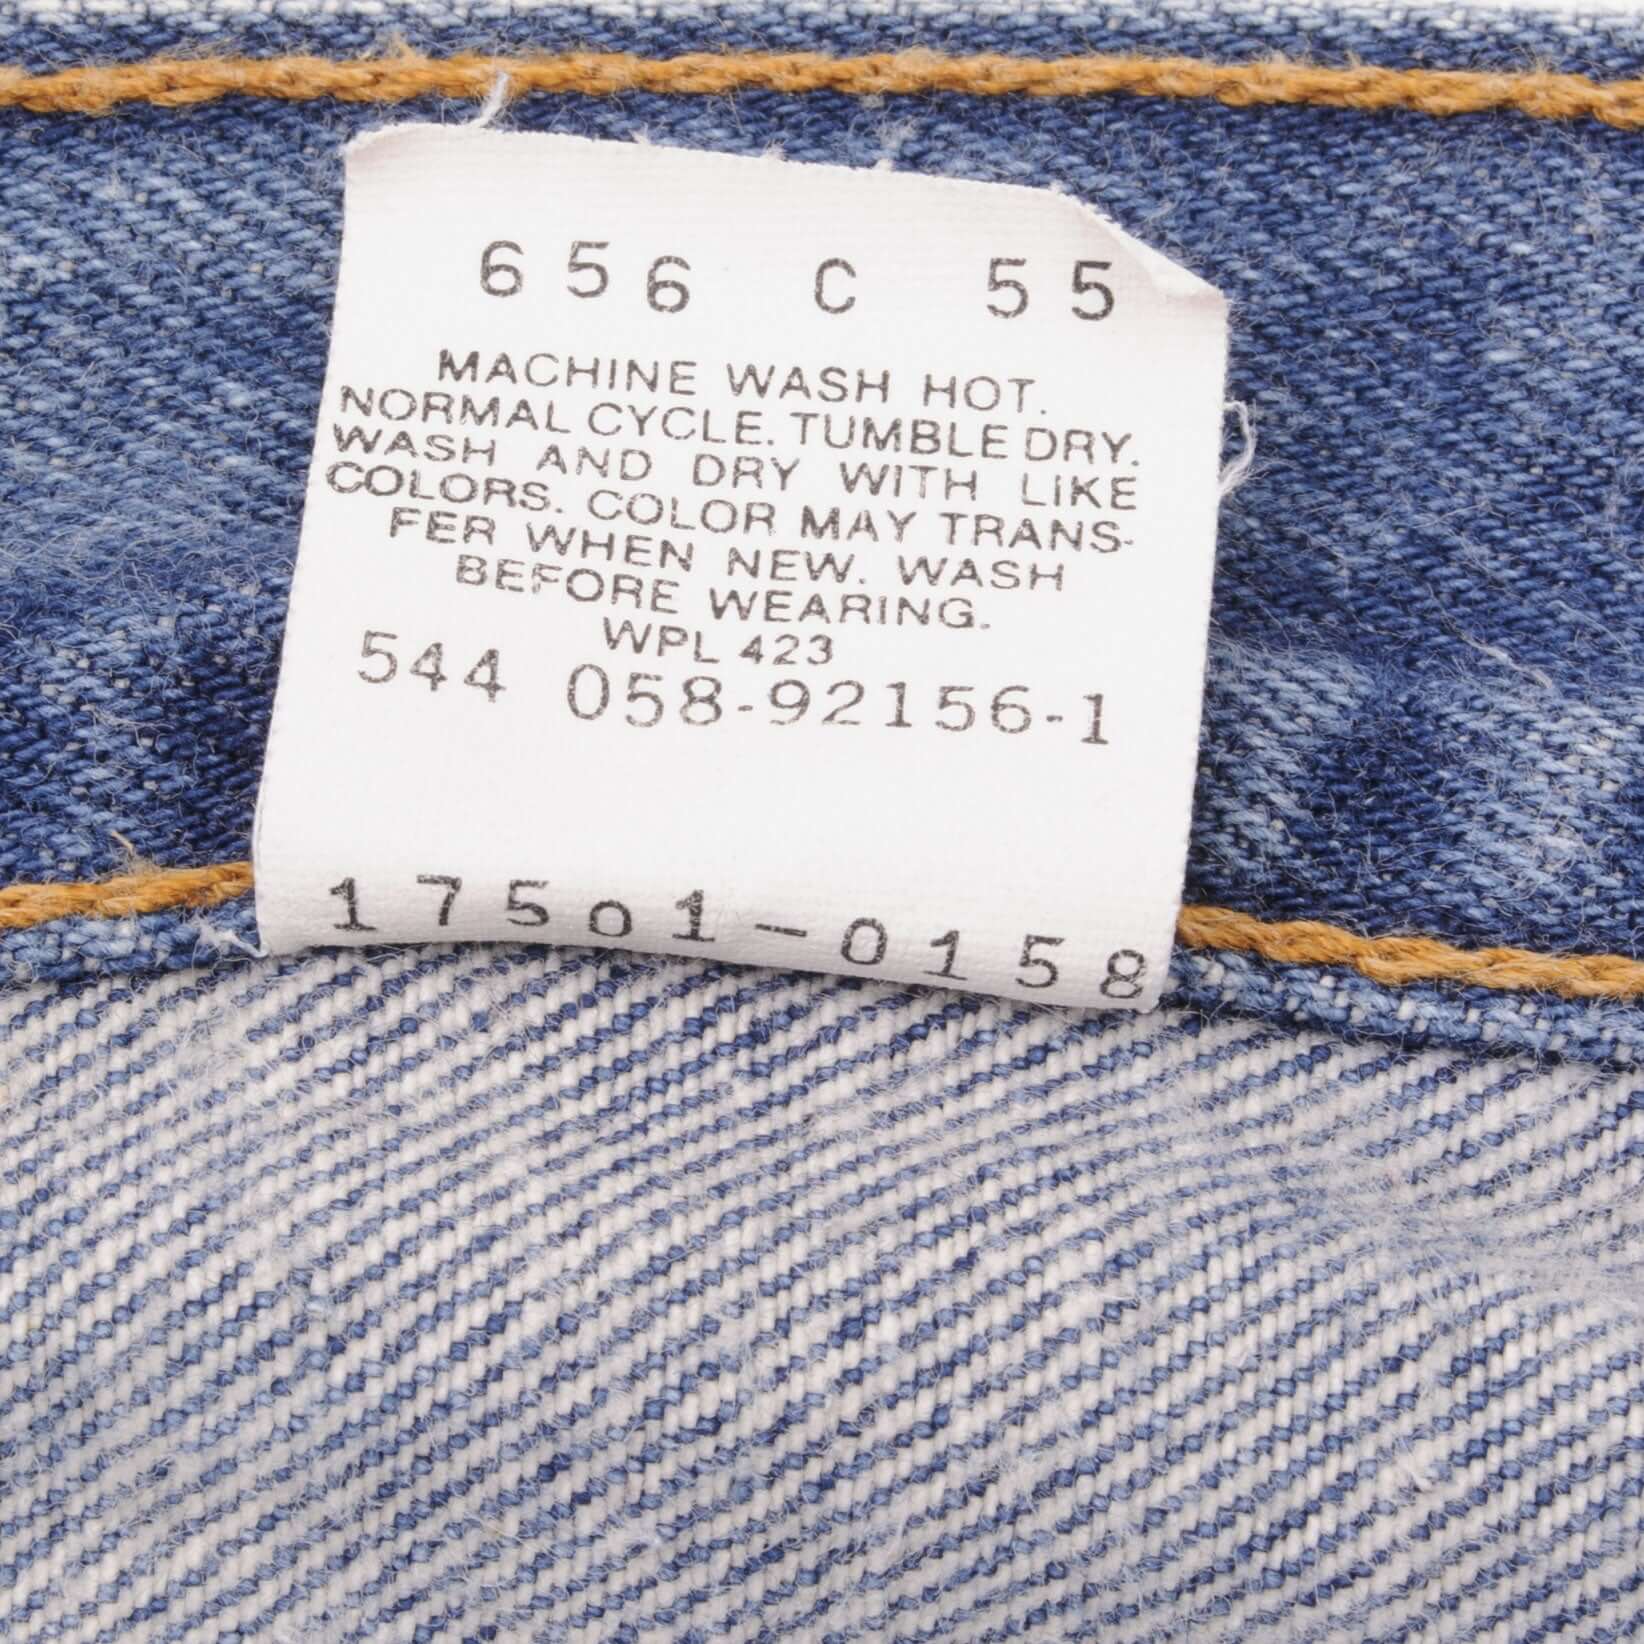 656 C 55
MACHINE WASH HOT.
NORMAL CYCLE. TUMBLE DRY.
WASH AND DRY WITH LIKE
COLORS. COLOR MAY TRANS-
FER WHEN NEW. WASH
BEFORE WEARING.
WPL 423
544 058-92156-1
17501-0158